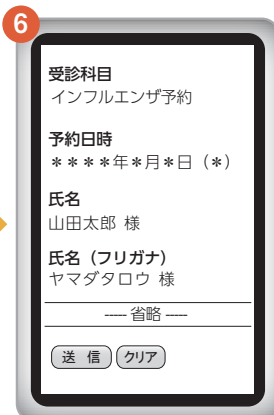 6
受診科目
インフルエンザ予約
予約日時
＊＊＊＊年＊月＊日（＊）
氏名
山田太郎 様
氏名（フリガナ）
ヤマダタロウ 様
----- 省略 -----
送 信 クリア